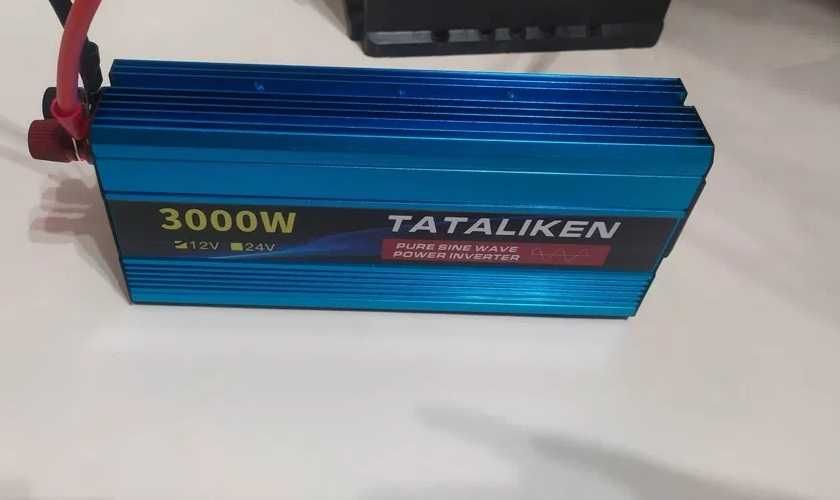 3000W
12V 24V
TATALIKEN
PURE SINE WAVE
POWER INVERTER